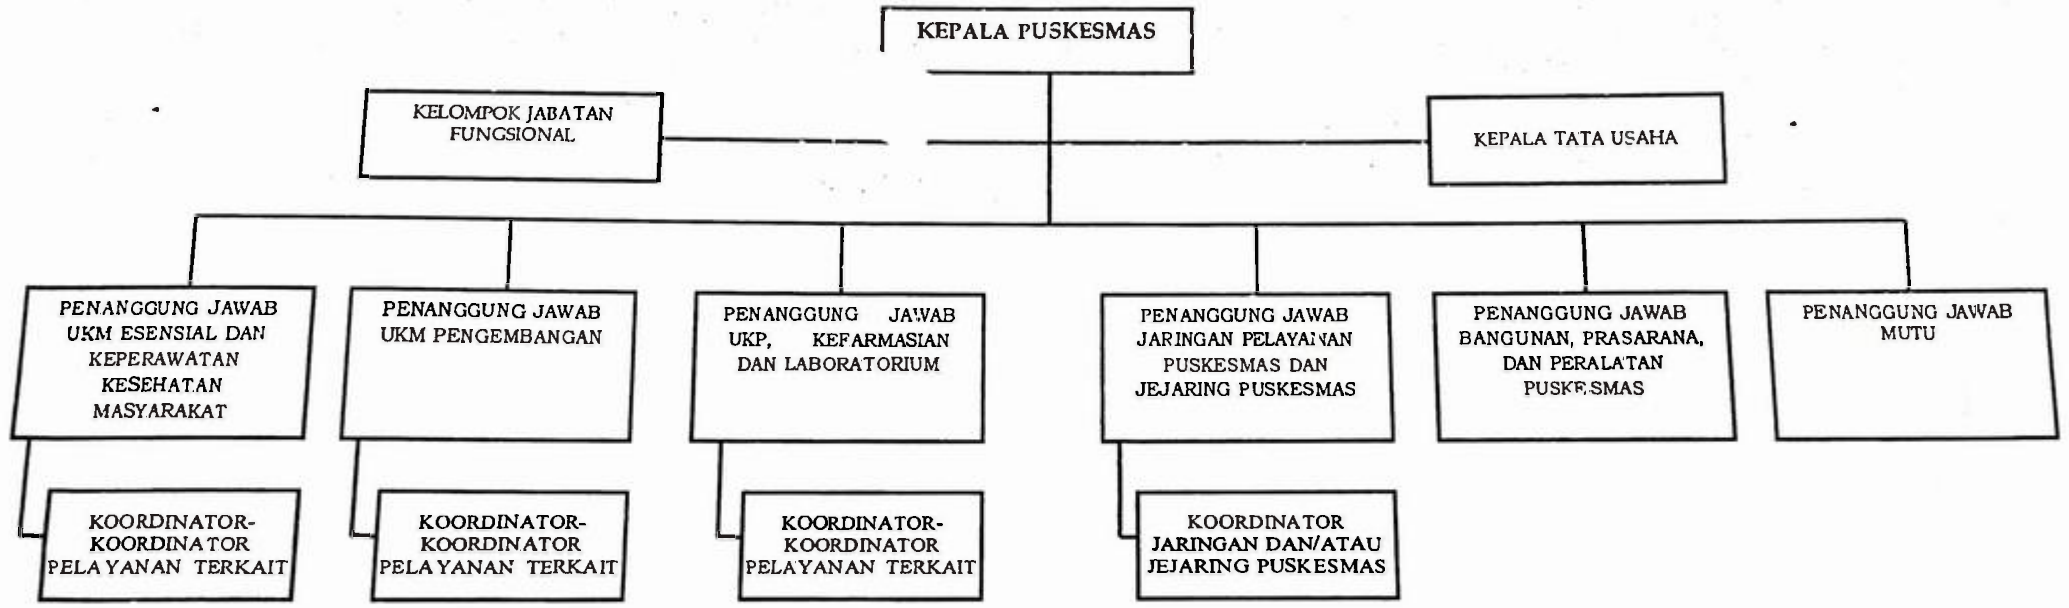 KEPALA PUSKESMAS
KELOMPOK JABATAN
FUNGSIONAL
KEPALA TATA USAHA
PENANGGUNG JAWAB
UKM ESENSIAL DAN
KEPERAWATAN
KESEHATAN
MASYARAKAT
PENANGGUNG JAWAB
UKM PENGEMBANGAN
PENANGGUNG JAWAB
UKP, KEFARMASIAN
DAN LABORATORIUM
PENANGGUNG JAWAB
JARINGAN PELAYANAN
PUSKESMAS DAN
JEJARING PUSKESMAS
PENANGGUNG JAWAB
BANGUNAN, PRASARANA,
DAN PERALATAN
PUSKESMAS
PENANGGUNG JAWAB
MUTU
KOORDINATOR-
KOORDINATOR
PELAYANAN TERKAIT
KOORDINATOR-
KOORDINATOR
PELAYANAN TERKAIT
KOORDINATOR-
KOORDINATOR
PELAYANAN TERKAIT
KOORDINATOR
JARINGAN DAN/ATAU
JEJARING PUSKESMAS